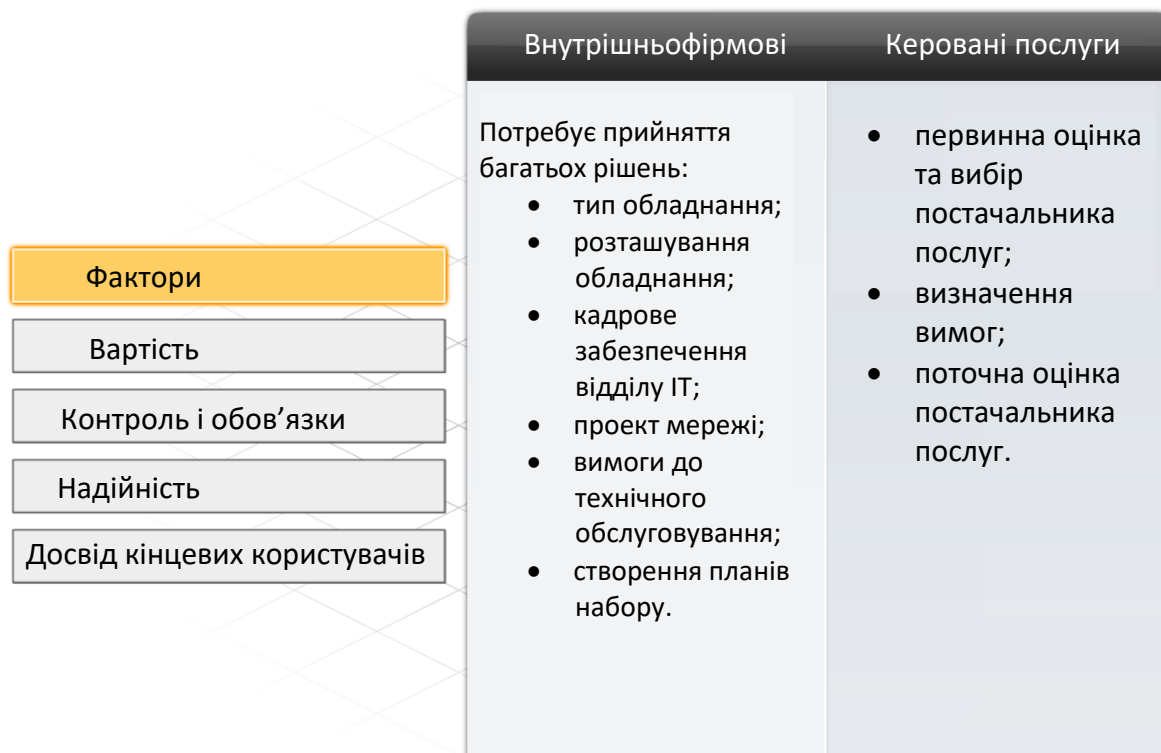 Внутрішньофірмові
Керовані послуги
Фактори
Вартість
Контроль і обов’язки
Надійність
Досвід кінцевих користувачів
Потребує прийняття
багатьох рішень:
• тип обладнання;
• розташування
обладнання;
• кадрове
забезпечення
відділу ІТ;
• проект мережі;
• вимоги до
технічного
обслуговування;
• створення планів
набору.
• первинна оцінка
та вибір
постачальника
послуг;
• визначення
вимог;
• поточна оцінка
постачальника
послуг.